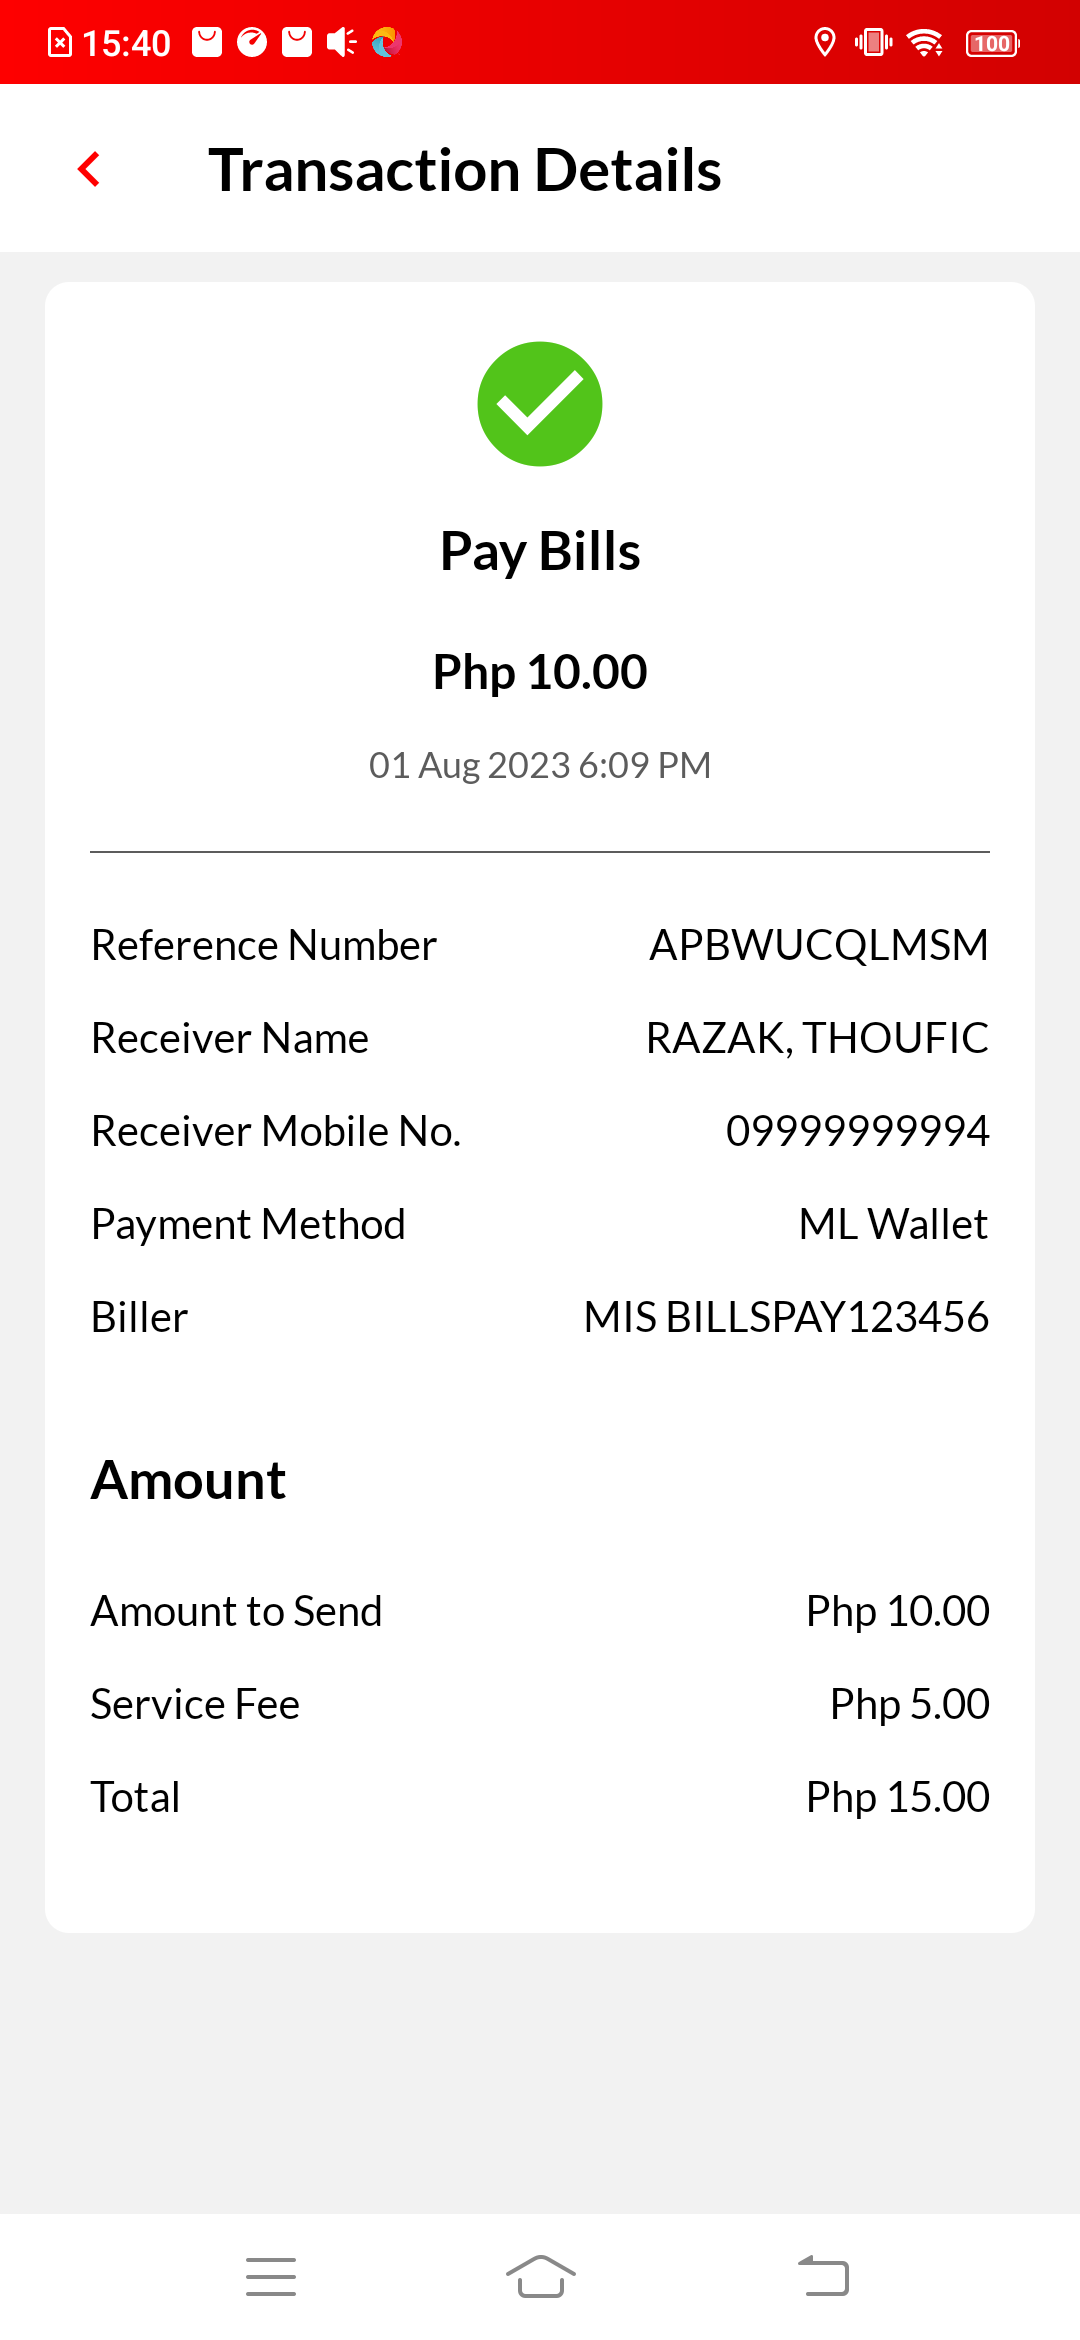 15:40
100
Transaction Details
Pay Bills
Php 10.00
01 Aug 2023 6:09 PM
Reference Number APBWUCQLMSM
Receiver Name RAZAK, THOUFIC
Receiver Mobile No. 09999999994
Payment Method ML Wallet
Biller MIS BILLSPAY123456
Amount
Amount to Send Php 10.00
Service Fee Php 5.00
Total Php 15.00